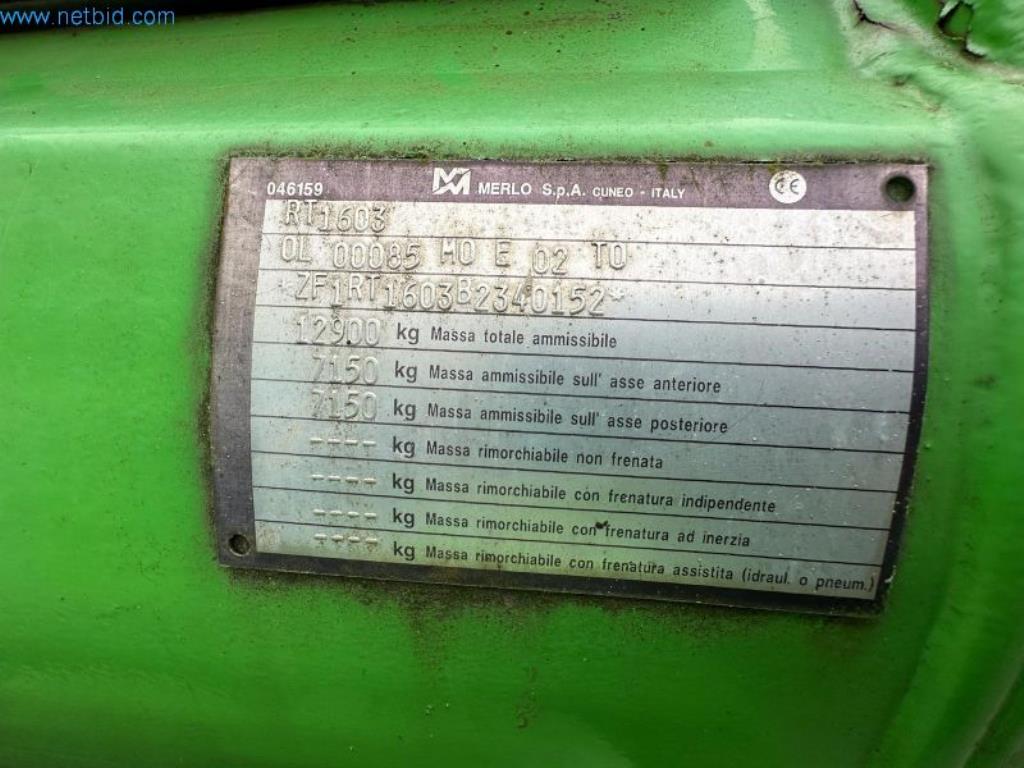 www.netbid.com
046159 MERLO S.p.A. CUNEO - ITALY CE
RT1603
OL 00085 MO E 02 TO
*ZF1RT1603B2340152*
12900 kg Massa totale ammissibile
7150 kg Massa ammissibile sull' asse anteriore
7150 kg Massa ammissibile sull' asse posteriore
---- kg Massa rimorchiabile non frenata
---- kg Massa rimorchiabile con frenatura indipendente
---- kg Massa rimorchiabile con frenatura ad inerzia
---- kg Massa rimorchiabile con frenatura assistita (idraul. o pneum.)